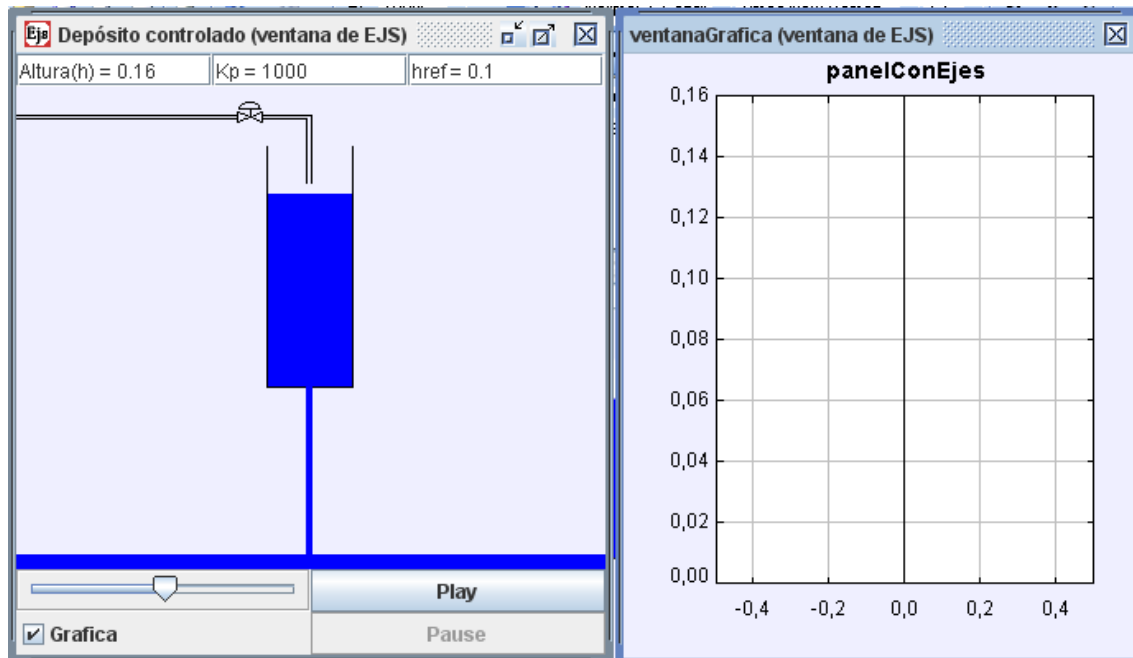 Ejs Depósito controlado (ventana de EJS)
Altura(h) = 0.16 Kp = 1000 href = 0.1
Play
Grafica Pause
ventanaGrafica (ventana de EJS)
panelConEjes
0,16
0,14
0,12
0,10
0,08
0,06
0,04
0,02
0,00
-0,4 -0,2 0,0 0,2 0,4